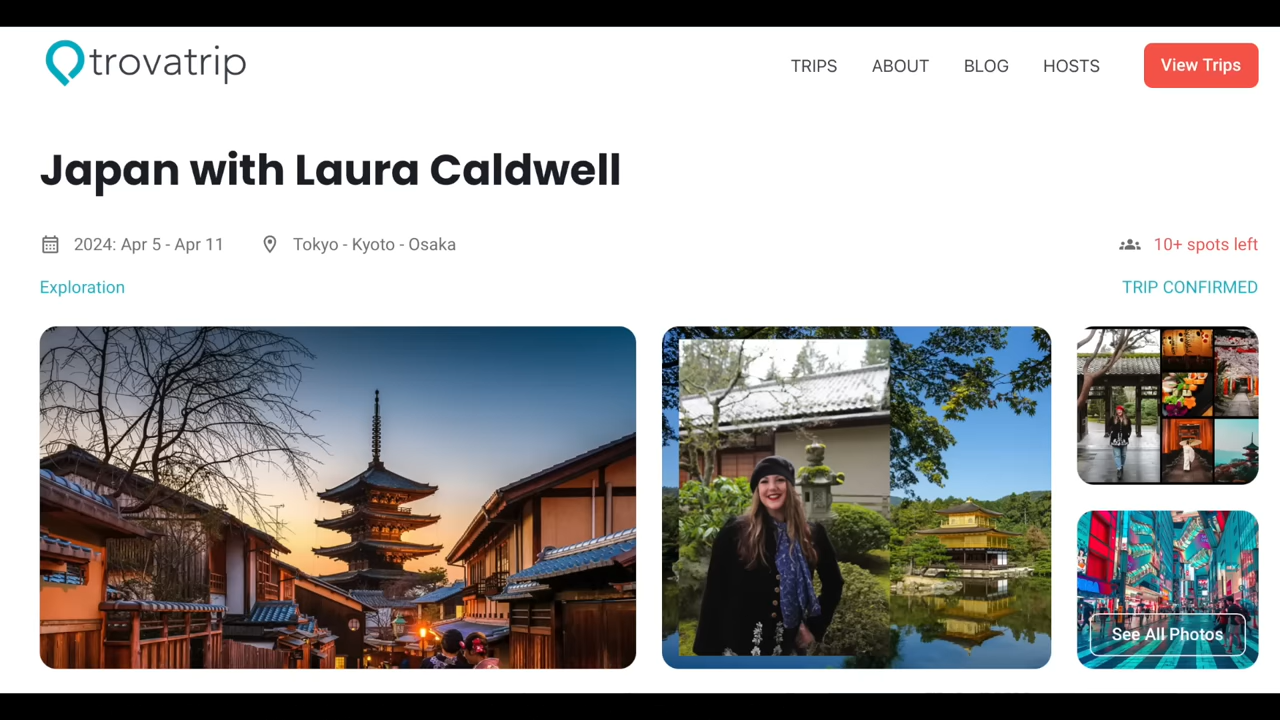 trovatrip
TRIPS ABOUT BLOG HOSTS View Trips
Japan with Laura Caldwell
2024: Apr 5 - Apr 11 Tokyo - Kyoto - Osaka 10+ spots left
Exploration TRIP CONFIRMED
See All Photos